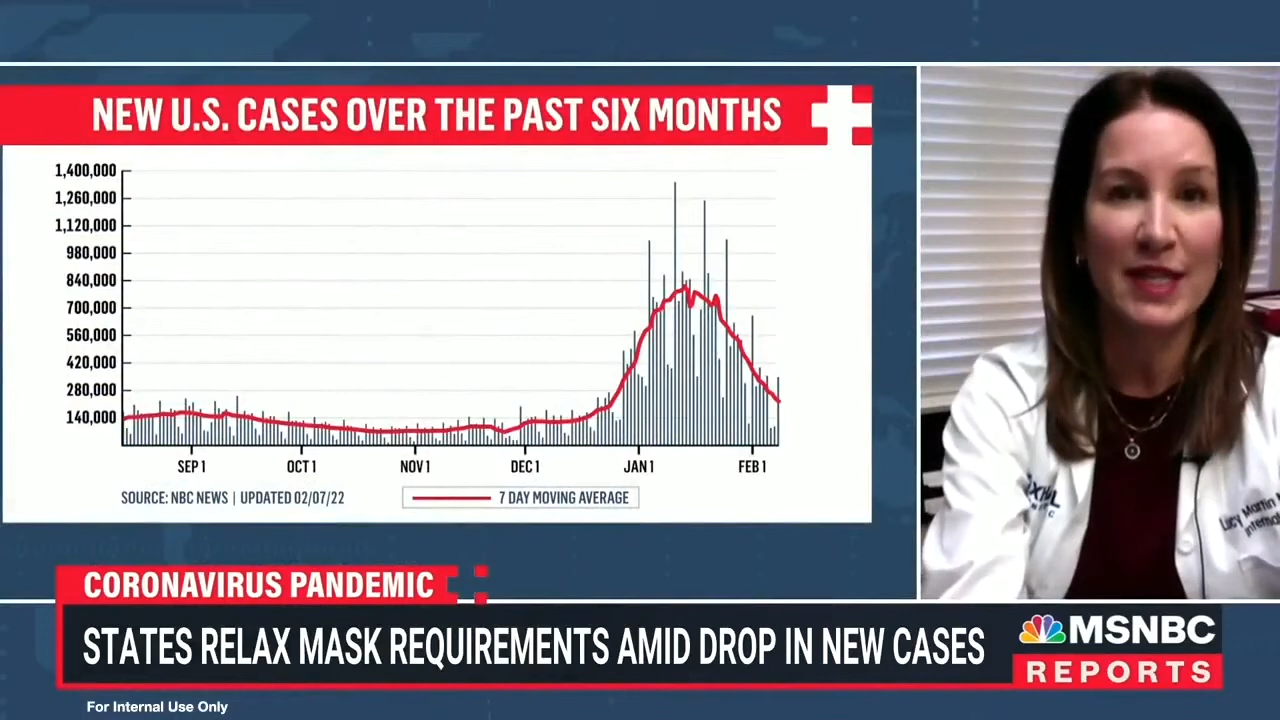 NEW U.S. CASES OVER THE PAST SIX MONTHS
1,400,000
1,260,000
1,120,000
980,000
840,000
700,000
560,000
420,000
280,000
140,000
SEP 1 OCT 1 NOV 1 DEC 1 JAN 1 FEB 1
SOURCE: NBC NEWS | UPDATED 02/07/22
7 DAY MOVING AVERAGE
Lucy Martin
CORONAVIRUS PANDEMIC
STATES RELAX MASK REQUIREMENTS AMID DROP IN NEW CASES
MSNBC
REPORTS
For Internal Use Only